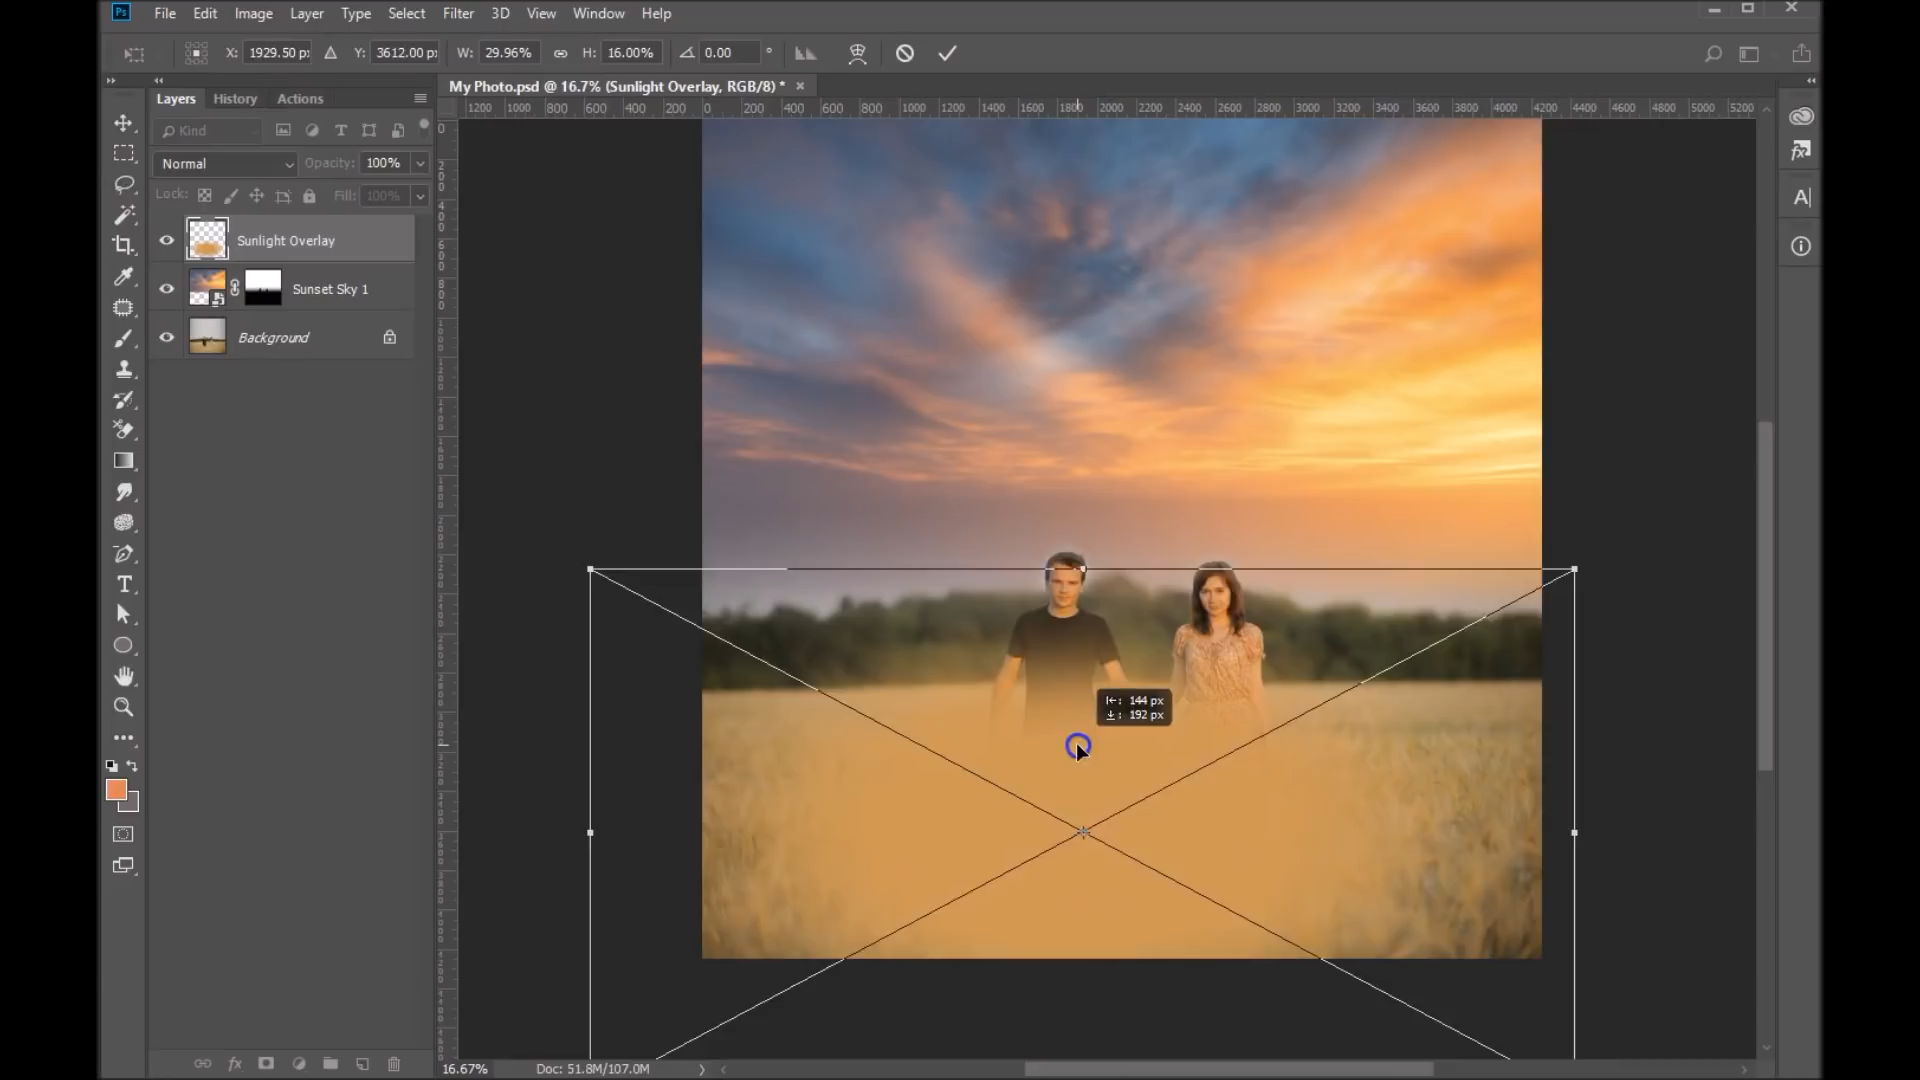 Ps File Edit Image Layer Type Select Filter 3D View Window Help
X: 1929.50 p Y: 3612.00 px W: 29.96% H: 16.00% 0.00 °
My Photo.psd @ 16.7% (Sunlight Overlay, RGB/8) * ×
Layers History Actions
1200 1000 800 600 400 200 0 200 400 600 800 1000 1200 1400 1600 1800 2000 2200 2400 2600 2800 3000 3200 3400 3600 3800 4000 4200 4400 4600 4800 5000 5200
Kind
Normal Opacity: 100%
Lock: Fill: 100%
Sunlight Overlay
Sunset Sky 1
Background
144 px
192 px
16.67% Doc: 51.8M/107.0M